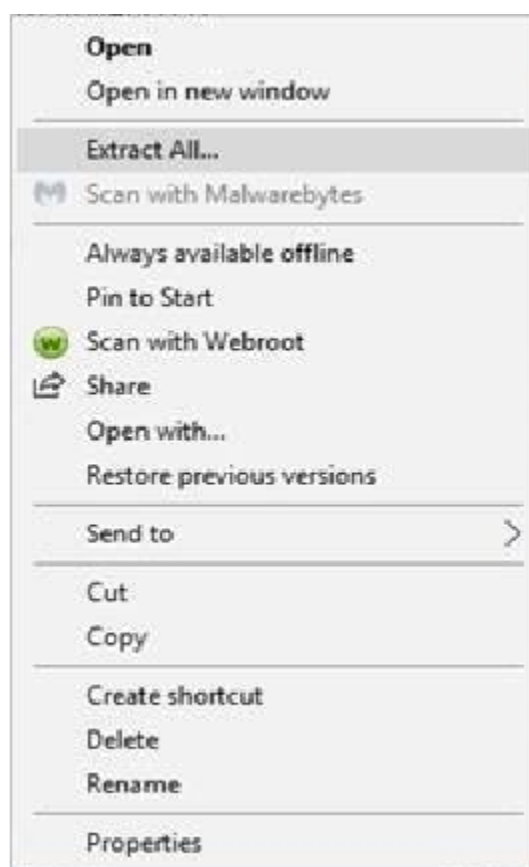 Open
Open in new window
Extract All...
Scan with Malwarebytes
Always available offline
Pin to Start
Scan with Webroot
Share
Open with...
Restore previous versions
Send to
Cut
Copy
Create shortcut
Delete
Rename
Properties